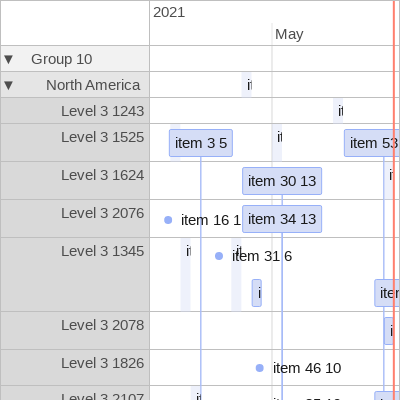 2021
May
▼ Group 10
▼ North America
Level 3 1243
Level 3 1525
item 3 5
item 53
Level 3 1624
item 30 13
Level 3 2076
item 16 1
item 34 13
Level 3 1345
item 31 6
Level 3 2078
Level 3 1826
item 46 10
Level 3 2107